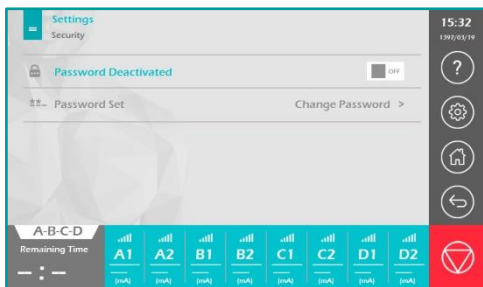 Settings
Security
15:32
1397/03/19
Password Deactivated OFF
**_ Password Set Change Password >
?
A-B-C-D
Remaining Time
-- : --
A1 A2 B1 B2 C1 C2 D1 D2
[mA] [mA] [mA] [mA] [mA] [mA] [mA] [mA]